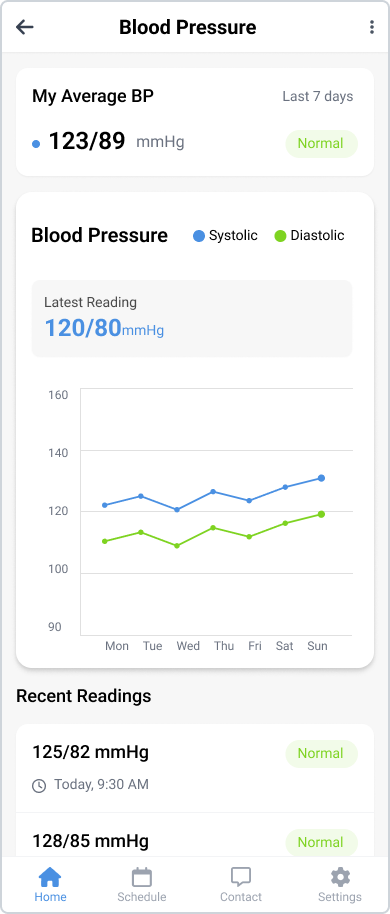 Blood Pressure
My Average BP
Last 7 days
123/89 mmHg
Normal
Blood Pressure
Systolic
Diastolic
Latest Reading
120/80mmHg
160
140
120
100
90
Mon Tue Wed Thu Fri Sat Sun
Recent Readings
125/82 mmHg
Normal
Today, 9:30 AM
128/85 mmHg
Normal
Home Schedule Contact Settings